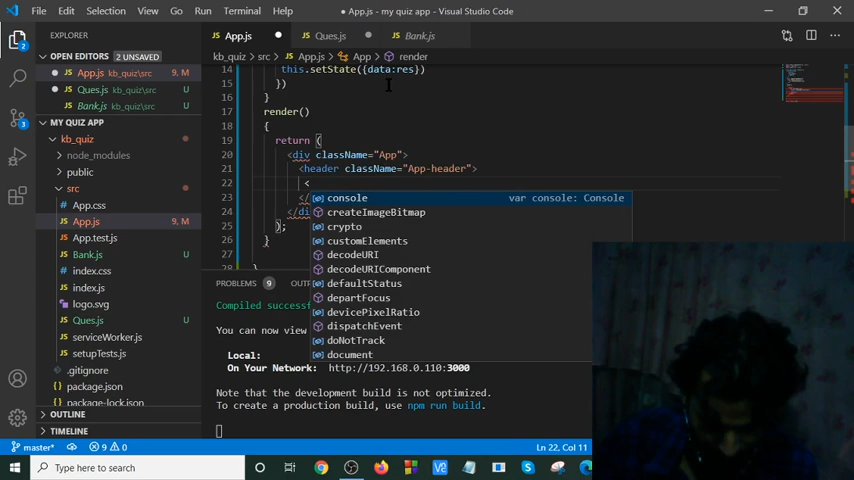 File Edit Selection View Go Run Terminal Help
● App.js - my quiz app - Visual Studio Code
EXPLORER
OPEN EDITORS 2 UNSAVED
App.js kb_quiz\src 9, M
Ques.js kb_quiz\src U
Bank.js kb_quiz\src U
MY QUIZ APP
kb_quiz
node_modules
public
src
App.css
App.js 9, M
App.test.js
Bank.js U
index.css
index.js
logo.svg
Ques.js U
serviceWorker.js
setupTests.js
.gitignore
package.json
package-lock.json
OUTLINE
TIMELINE
App.js Ques.js Bank.js
kb_quiz > src > App.js > App > render
14 this.setState({data:res})
15 })
16 }
17 render()
18 {
19 return (
20 <div className="App">
21 <header className="App-header">
22 <
23 </
24 </di
25 );
26 }
27
28 }
console var console: Console
createImageBitmap
crypto
customElements
decodeURI
decodeURIComponent
defaultStatus
departFocus
devicePixelRatio
dispatchEvent
doNotTrack
document
PROBLEMS 9 OUT
Compiled successf
You can now view
Local:
On Your Network: http://192.168.0.110:3000
Note that the development build is not optimized.
To create a production build, use npm run build.
2
3
master* 9 0 Ln 22, Col 11
Type here to search